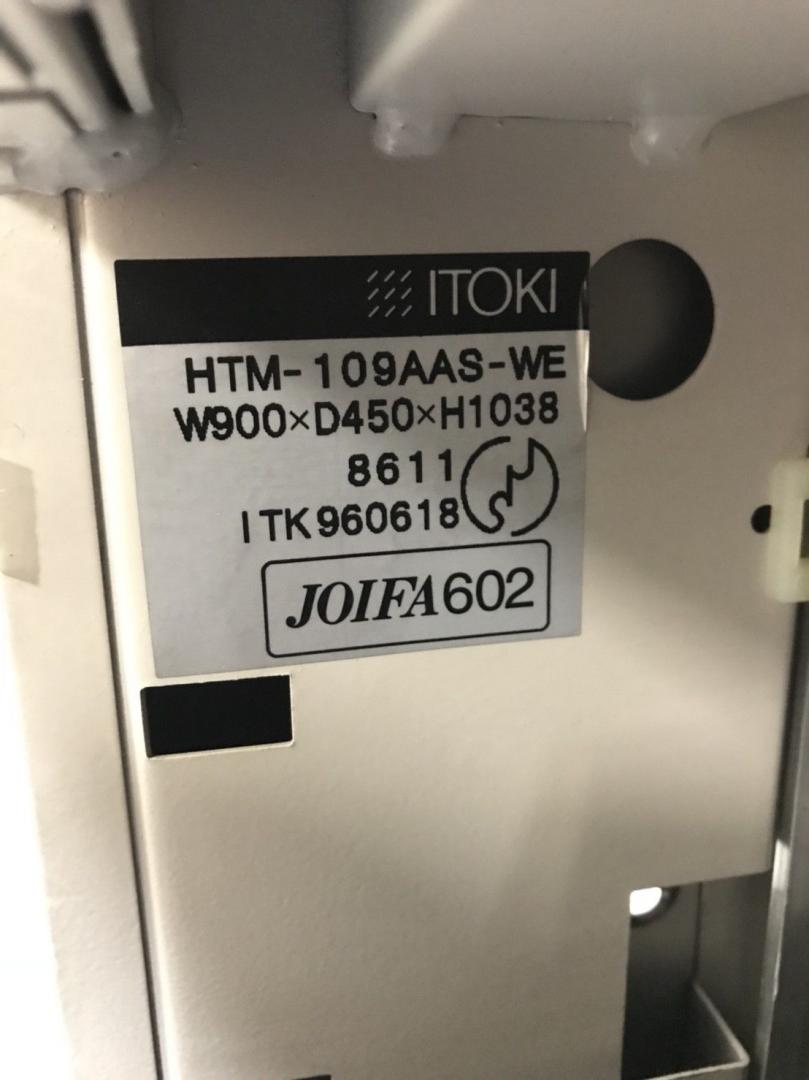 ITOKI
HTM-109AAS-WE
W900×D450×H1038
8611
ITK960618
JOIFA602